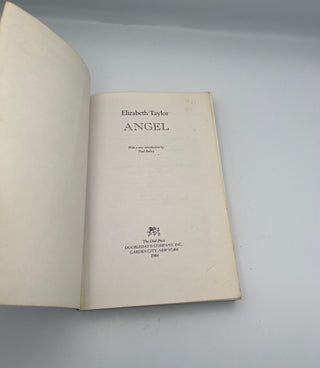 Elizabeth Taylor
ANGEL
With a new introduction by
Paul Bailey
The Dial Press
DOUBLEDAY & COMPANY, INC.
GARDEN CITY, NEW YORK
1984